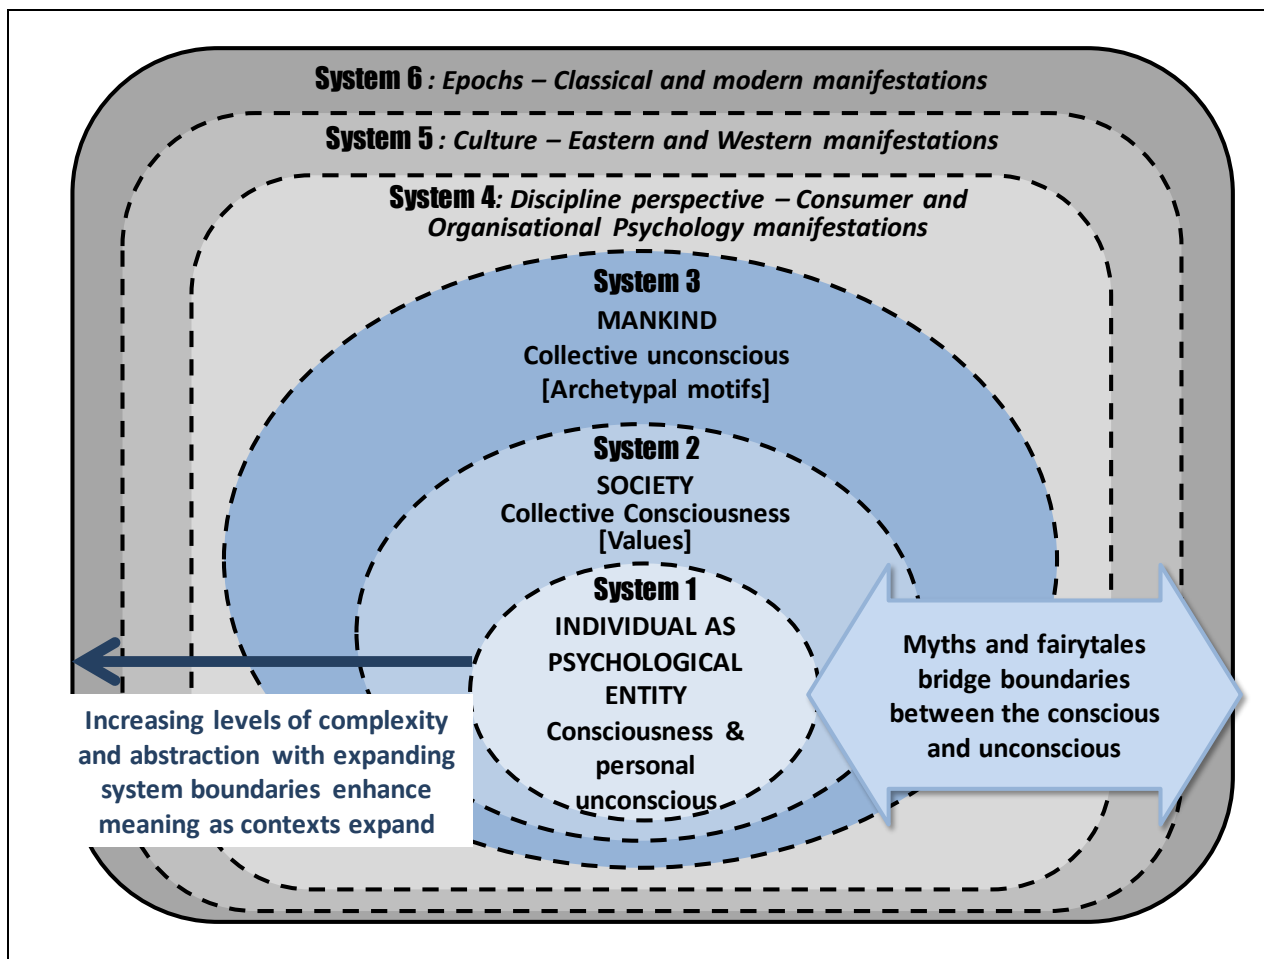 System 6 : Epochs – Classical and modern manifestations
System 5 : Culture – Eastern and Western manifestations
System 4: Discipline perspective – Consumer and
Organisational Psychology manifestations
System 3
MANKIND
Collective unconscious
[Archetypal motifs]
System 2
SOCIETY
Collective Consciousness
[Values]
System 1
INDIVIDUAL AS
PSYCHOLOGICAL
ENTITY
Consciousness &
personal
unconscious
Increasing levels of complexity
and abstraction with expanding
system boundaries enhance
meaning as contexts expand
Myths and fairytales
bridge boundaries
between the conscious
and unconscious